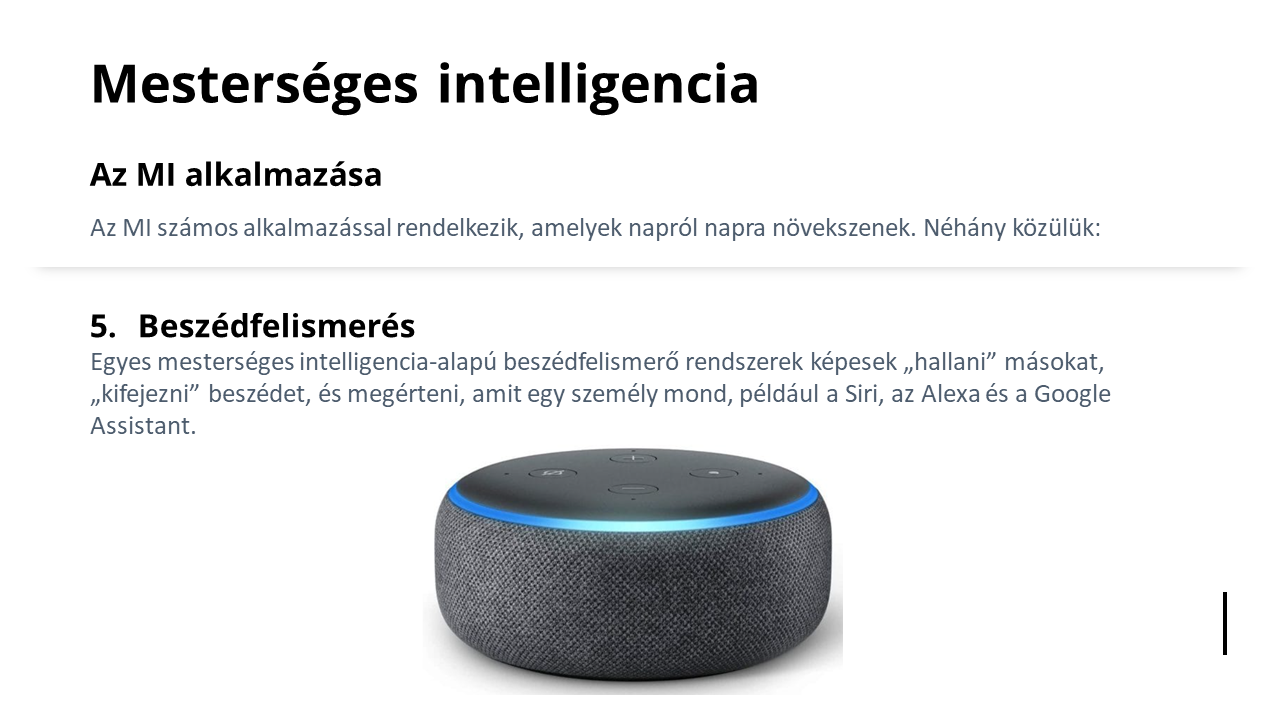 Mesterséges intelligencia
Az MI alkalmazása
Az MI számos alkalmazással rendelkezik, amelyek napról napra növekszenek. Néhány közülük:
5. Beszédfelismerés
Egyes mesterséges intelligencia-alapú beszédfelismerő rendszerek képesek „hallani” másokat,
„kifejezni” beszédet, és megérteni, amit egy személy mond, például a Siri, az Alexa és a Google
Assistant.